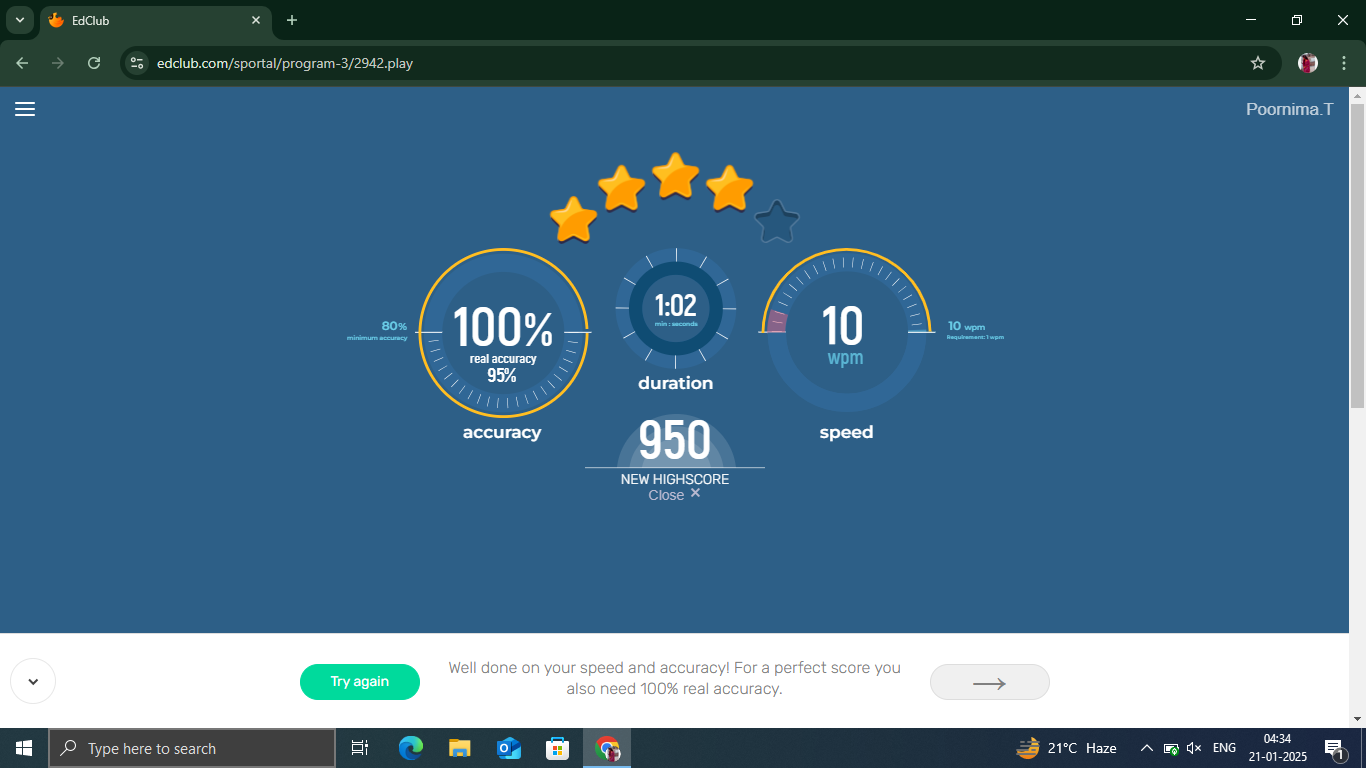 EdClub
edclub.com/sportal/program-3/2942.play
Poornima.T
80%
minimum accuracy
100%
real accuracy
95%
accuracy
1:02
min : seconds
duration
10
wpm
speed
10 wpm
Requirement: 1 wpm
950
NEW HIGHSCORE
Close ×
Try again
Well done on your speed and accuracy! For a perfect score you
also need 100% real accuracy.
Type here to search
21°C Haze
ENG
04:34
21-01-2025
1